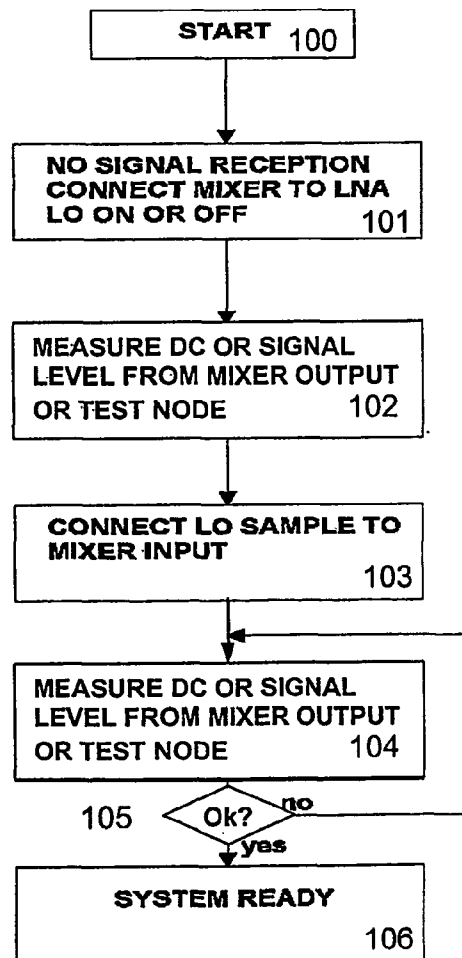 START 100
NO SIGNAL RECEPTION
CONNECT MIXER TO LNA
LO ON OR OFF
101
MEASURE DC OR SIGNAL
LEVEL FROM MIXER OUTPUT
OR TEST NODE 102
CONNECT LO SAMPLE TO
MIXER INPUT
103
MEASURE DC OR SIGNAL
LEVEL FROM MIXER OUTPUT
OR TEST NODE 104
105 Ok? no
yes
SYSTEM READY
106